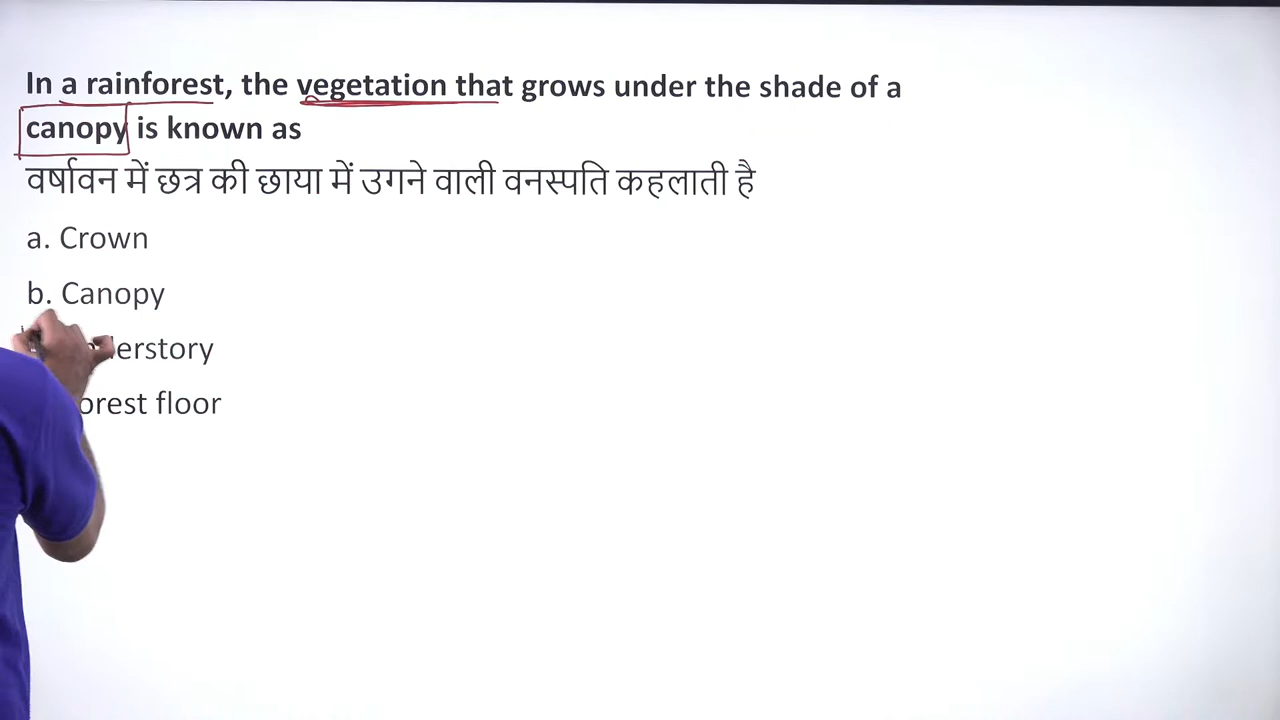 In a rainforest, the vegetation that grows under the shade of a
canopy is known as
वर्षावन में छत्र की छाया में उगने वाली वनस्पति कहलाती है
a. Crown
b. Canopy
floor